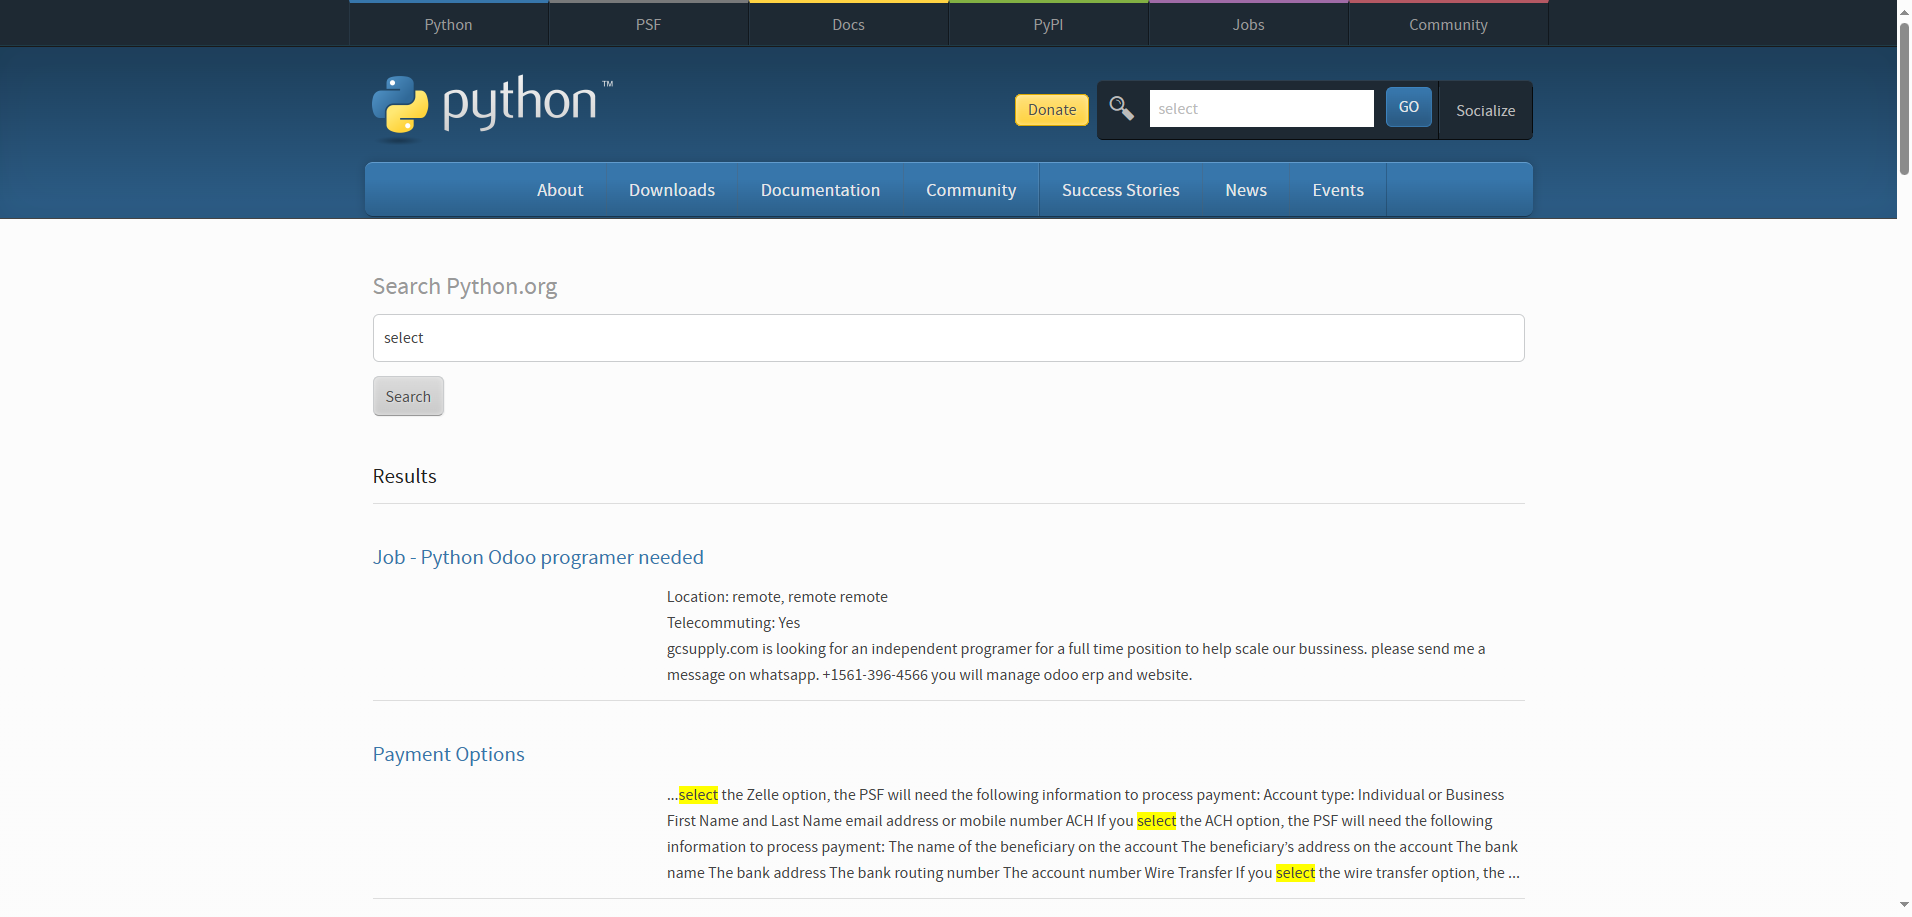 Python PSF Docs PyPI Jobs Community
python™
Donate select GO Socialize
About Downloads Documentation Community Success Stories News Events
Search Python.org
select
Search
Results
Job - Python Odoo programer needed
Location: remote, remote remote
Telecommuting: Yes
gcsupply.com is looking for an independent programer for a full time position to help scale our bussiness. please send me a
message on whatsapp. +1561-396-4566 you will manage odoo erp and website.
Payment Options
...select the Zelle option, the PSF will need the following information to process payment: Account type: Individual or Business
First Name and Last Name email address or mobile number ACH If you select the ACH option, the PSF will need the following
information to process payment: The name of the beneficiary on the account The beneficiary’s address on the account The bank
name The bank address The bank routing number The account number Wire Transfer If you select the wire transfer option, the ...